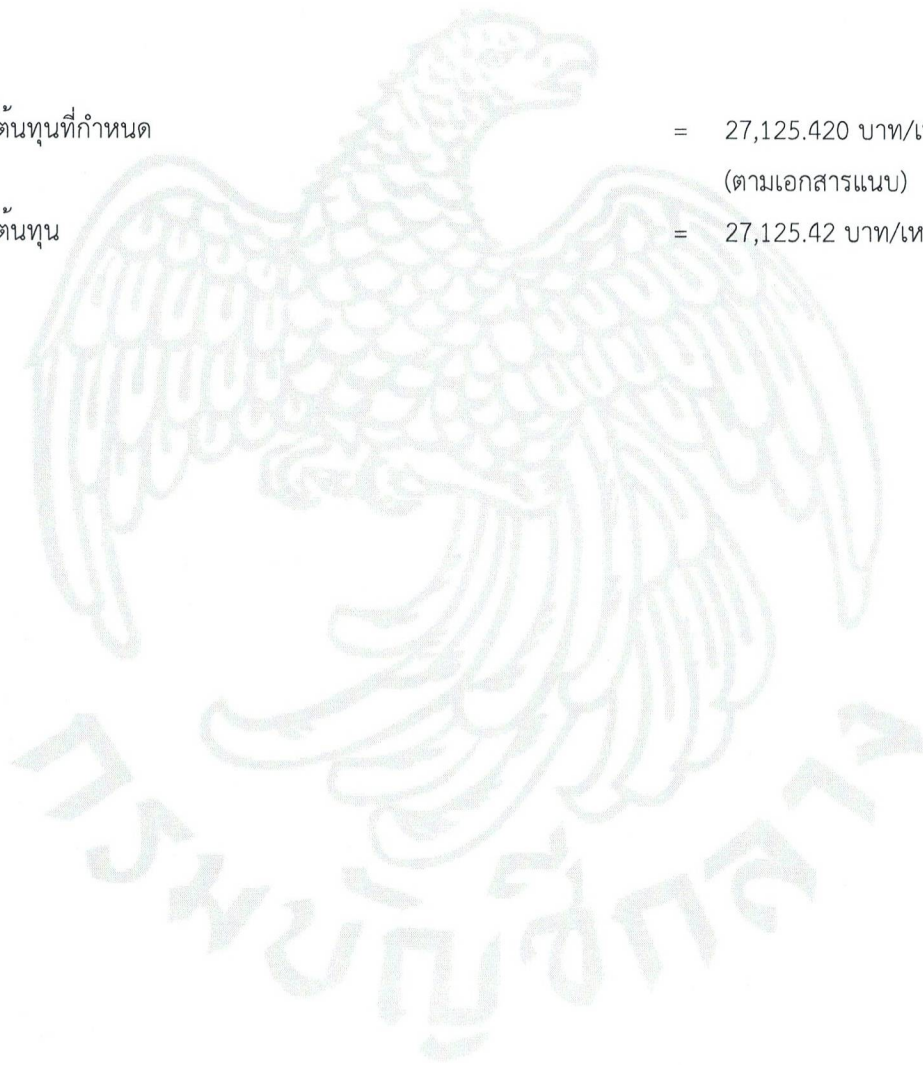 ต้นทุนที่กำหนด = 27,125.420 บาท/เ
(ตามเอกสารแนบ)
ต้นทุน = 27,125.42 บาท/เห
กรมบัญชีกลาง